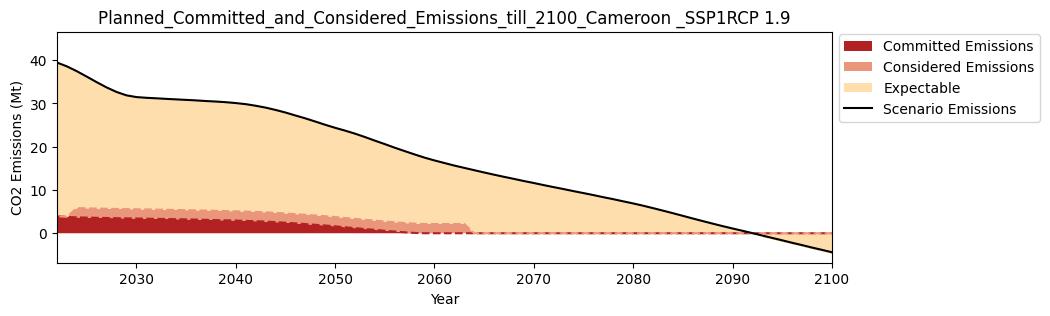 Planned_Committed_and_Considered_Emissions_till_2100_Cameroon _SSP1RCP 1.9
CO2 Emissions (Mt)
40
30
20
10
0
2030 2040 2050 2060 2070 2080 2090 2100
Year
Committed Emissions
Considered Emissions
Expectable
Scenario Emissions